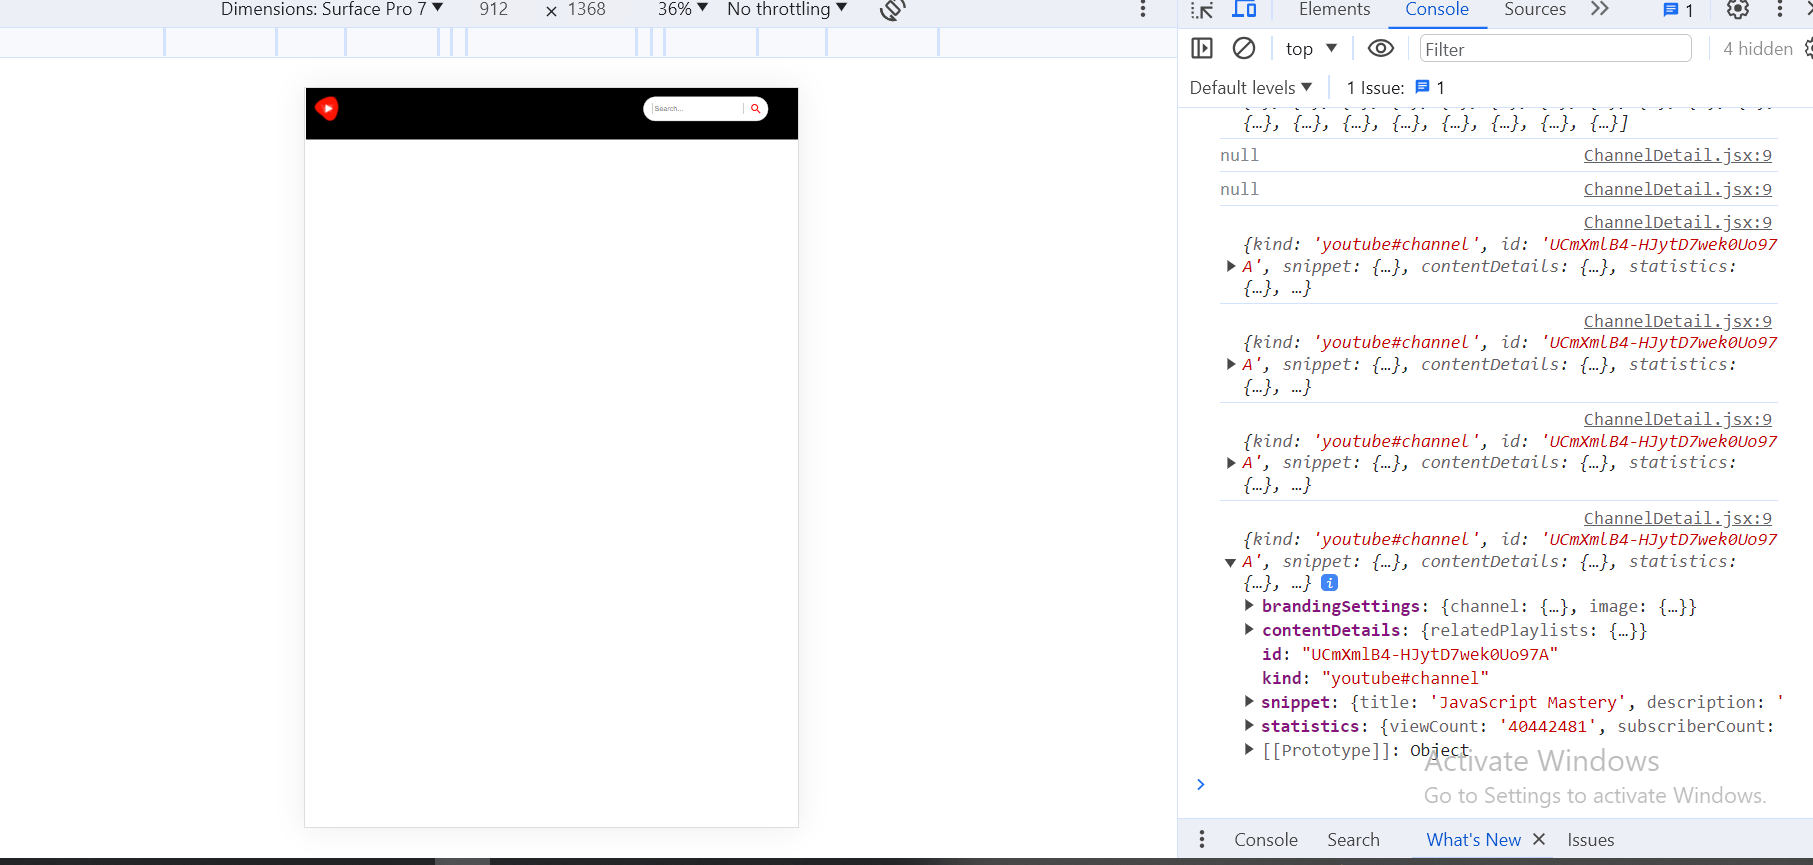 Dimensions: Surface Pro 7 912 × 1368 36% No throttling
Elements Console Sources 1
top Filter 4 hidden
Default levels 1 Issue: 1
Search...
{…}, {…}, {…}, {…}, {…}, {…}, {…}, {…}]
null ChannelDetail.jsx:9
null ChannelDetail.jsx:9
ChannelDetail.jsx:9
{kind: 'youtube#channel', id: 'UCmXmlB4-HJytD7wek0Uo97
A', snippet: {…}, contentDetails: {…}, statistics:
{…}, …}
ChannelDetail.jsx:9
{kind: 'youtube#channel', id: 'UCmXmlB4-HJytD7wek0Uo97
A', snippet: {…}, contentDetails: {…}, statistics:
{…}, …}
ChannelDetail.jsx:9
{kind: 'youtube#channel', id: 'UCmXmlB4-HJytD7wek0Uo97
A', snippet: {…}, contentDetails: {…}, statistics:
{…}, …}
ChannelDetail.jsx:9
{kind: 'youtube#channel', id: 'UCmXmlB4-HJytD7wek0Uo97
A', snippet: {…}, contentDetails: {…}, statistics:
{…}, …} i
brandingSettings: {channel: {…}, image: {…}}
contentDetails: {relatedPlaylists: {…}}
id: "UCmXmlB4-HJytD7wek0Uo97A"
kind: "youtube#channel"
snippet: {title: 'JavaScript Mastery', description: '
statistics: {viewCount: '40442481', subscriberCount:
[[Prototype]]: Object
Activate Windows
Go to Settings to activate Windows.
Console Search What's New Issues